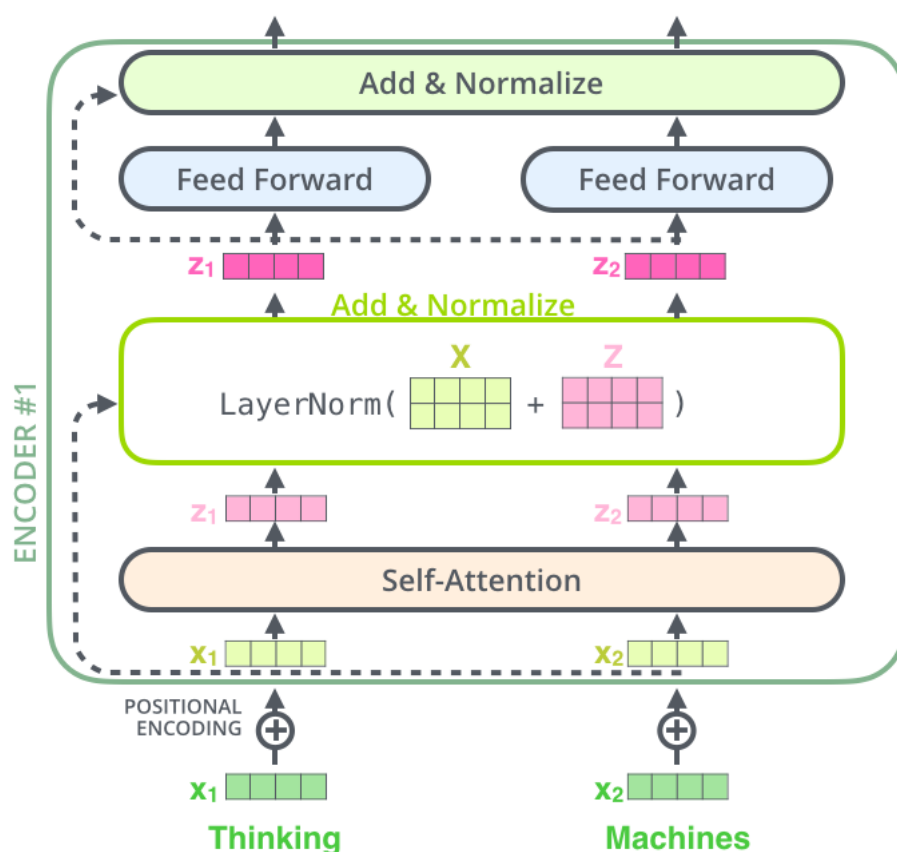 Add & Normalize
Feed Forward Feed Forward
z₁ z₂
Add & Normalize
X Z
LayerNorm( + )
ENCODER #1
z₁ z₂
Self-Attention
x₁ x₂
POSITIONAL
ENCODING
x₁ x₂
Thinking Machines